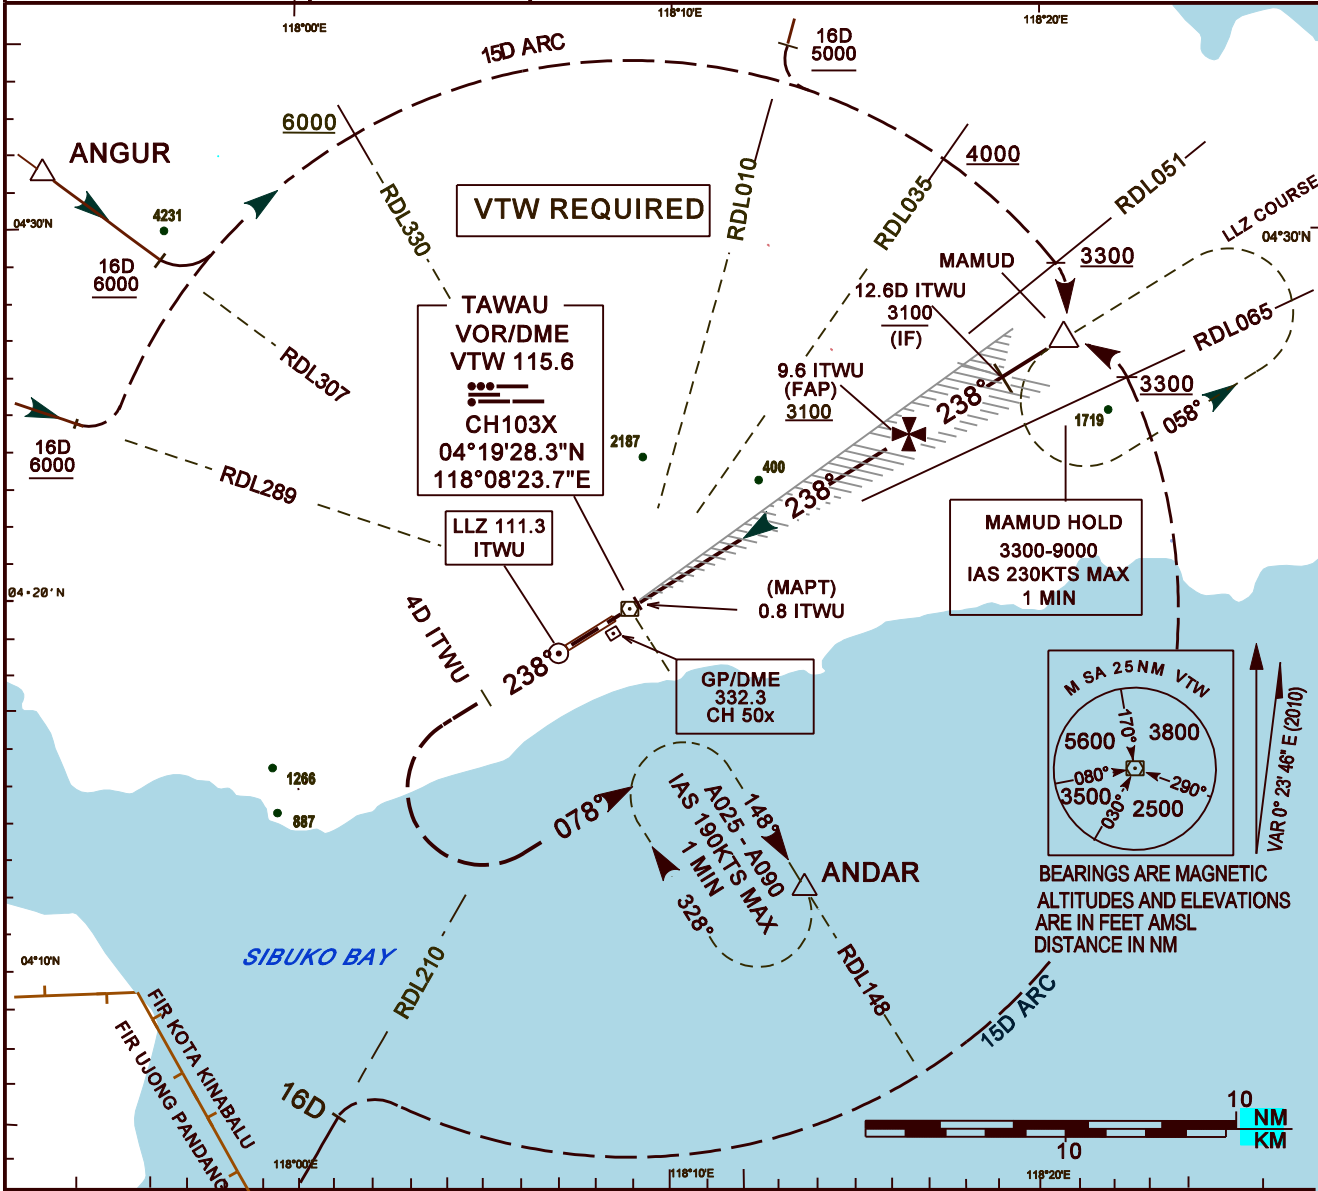 118°00'E
118°10'E
118°20'E
15D ARC
16D
5000
6000
ANGUR
4231
04°30'N
16D
6000
RDL330
VTW REQUIRED
RDL010
RDL035
4000
RDL051
LLZ COURSE
04°30'N
3300
MAMUD
12.6D ITWU
3100
(IF)
RDL065
9.6 ITWU
(FAP)
3100
238°
3300
1719
058°
TAWAU
VOR/DME
VTW 115.6
CH103X
04°19'28.3"N
118°08'23.7"E
RDL307
16D
6000
RDL289
2187
400
238°
LLZ 111.3
ITWU
MAMUD HOLD
3300-9000
IAS 230KTS MAX
1 MIN
04-20'N
(MAPT)
0.8 ITWU
4D ITWU
238°
GP/DME
332.3
CH 50x
M SA 25NM VTW
170°
5600
3800
080°
290°
3500
030°
2500
VAR 0° 23' 46" E (2010)
1266
887
078°
148°
A025 - A090
IAS 190KTS MAX
1 MIN
328°
ANDAR
BEARINGS ARE MAGNETIC
ALTITUDES AND ELEVATIONS
ARE IN FEET AMSL
DISTANCE IN NM
04°10'N
SIBUKO BAY
RDL210
RDL148
15D ARC
FIR KOTA KINABALU
FIR UJONG PANDANG
16D
10
NM
KM
10
118°00'E
118°10'E
118°20'E